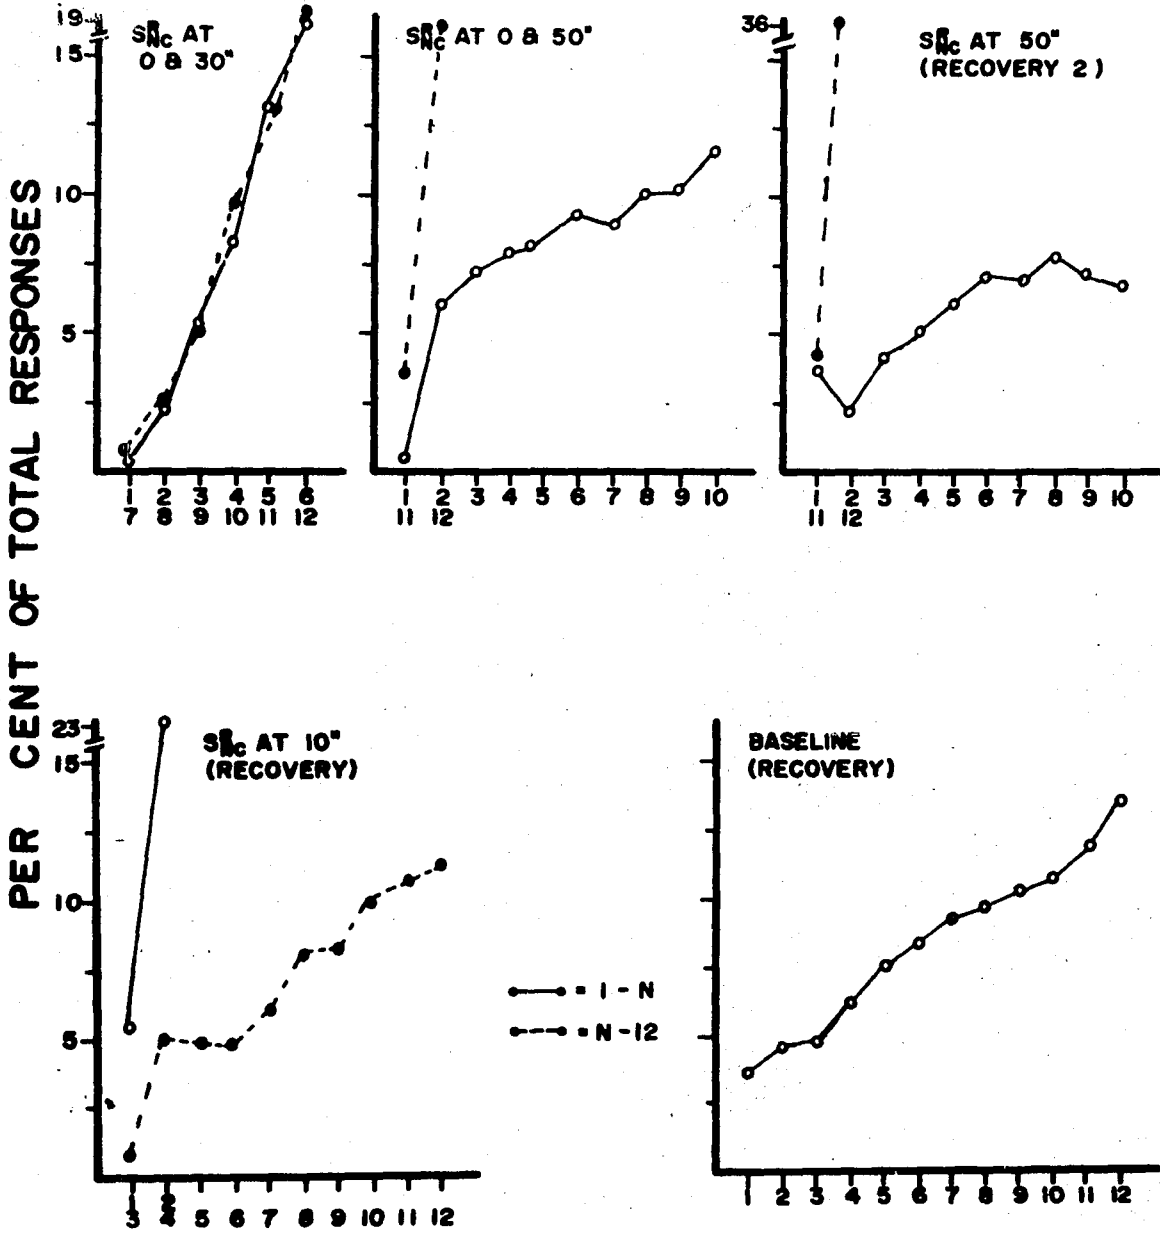 PER CENT OF TOTAL RESPONSES
S^R_NC AT
0 & 30"
19
15
10
5
1 2 3 4 5 6
7 8 9 10 11 12
S^R_NC AT 0 & 50"
1 2 3 4 5 6 7 8 9 10
11 12
36
S^R_NC AT 50"
(RECOVERY 2)
1 2 3 4 5 6 7 8 9 10
11 12
23
15
10
5
S^R_NC AT 10"
(RECOVERY)
1 2
3 4 5 6 7 8 9 10 11 12
= 1 - N
= N - 12
BASELINE
(RECOVERY)
1 2 3 4 5 6 7 8 9 10 11 12